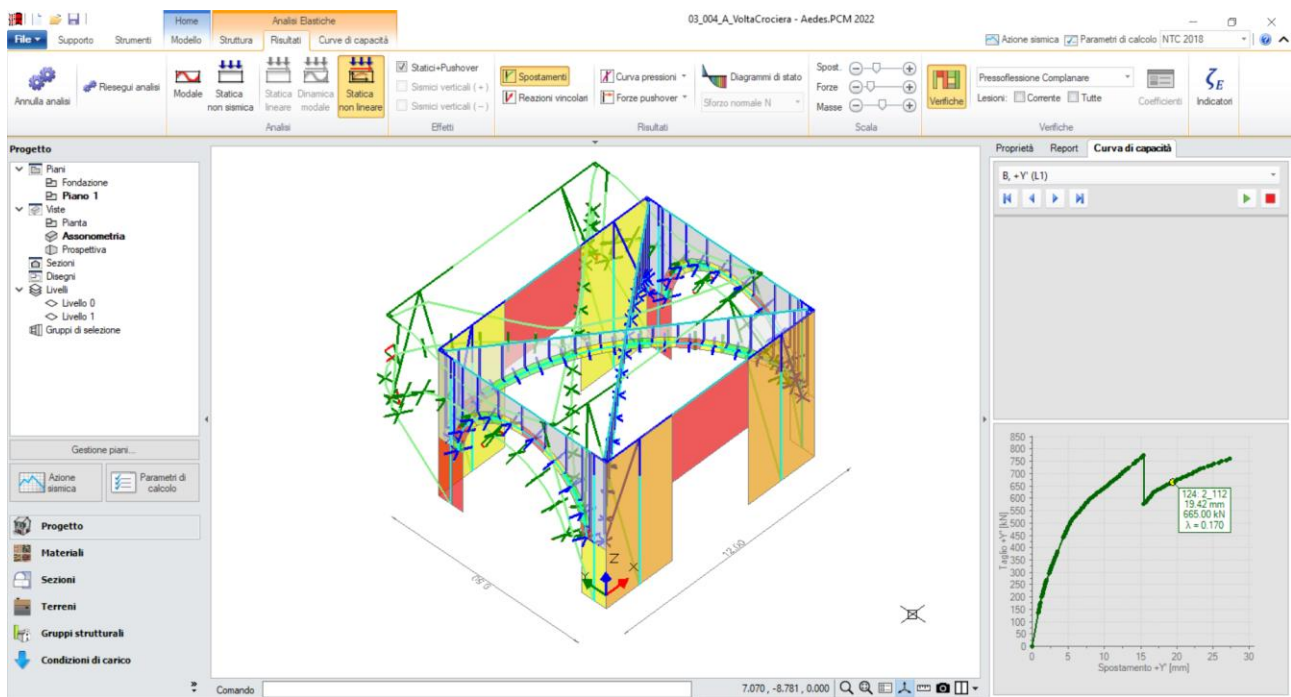 Home
Analisi Elastiche
03_004_A_VoltaCrociera - Aedes.PCM 2022
File
Supporto
Strumenti
Modello
Struttura
Risultati
Curve di capacità
Azione sismica
Parametri di calcolo
NTC 2018
Annulla analisi
Resegui analisi
Modale
Statica non sismica
Statica lineare
Dinamica modale
Statica non lineare
Analisi
Statici+Pushover
Sismici verticali (+)
Sismici verticali (−)
Effetti
Spostamenti
Reazioni vincolari
Curva pressioni
Forze pushover
Diagrammi di stato
Sforzo normale N
Risultati
Spost.
Forze
Masse
Scala
Verifiche
Pressoflessione Complanare
Lesioni:
Corrente
Tutte
Coefficienti
Verifiche
ζE
Indicatori
Progetto
Piani
Fondazione
Piano 1
Viste
Pianta
Assonometria
Prospettiva
Sezioni
Disegni
Livelli
Livello 0
Livello 1
Gruppi di selezione
Gestione piani...
Azione sismica
Parametri di calcolo
Progetto
Materiali
Sezioni
Terreni
Gruppi strutturali
Condizioni di carico
Z
X
12.00
Comando
7.070 , -8.781 , 0.000
Proprietà
Report
Curva di capacità
B, +Y' (L1)
850
800
750
700
650
600
550
500
450
400
350
300
250
200
150
100
50
0
Taglio +Y' [kN]
124: 2_112
19.42 mm
665.00 kN
λ = 0.170
0 5 10 15 20 25 30
Spostamento +Y' [mm]